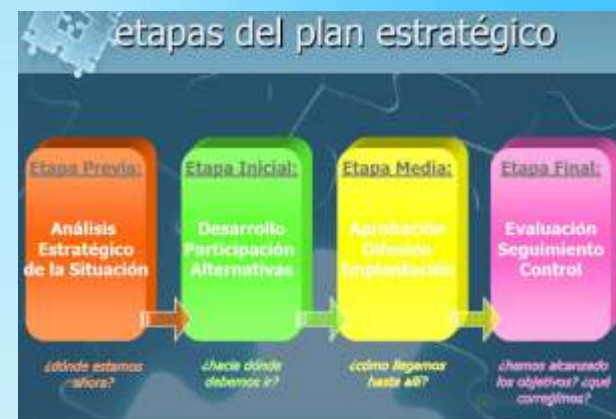 etapas del plan estratégico
Etapa Previa:
Análisis
Estratégico
de la Situación
¿dónde estamos
ahora?
Etapa Inicial:
Desarrollo
Participación
Alternativas
¿hacia dónde
debemos ir?
Etapa Media:
Aprobación
Difusión
Implantación
¿cómo llegamos
hasta allí?
Etapa Final:
Evaluación
Seguimiento
Control
¿hemos alcanzado
los objetivos? ¿qué
corregimos?